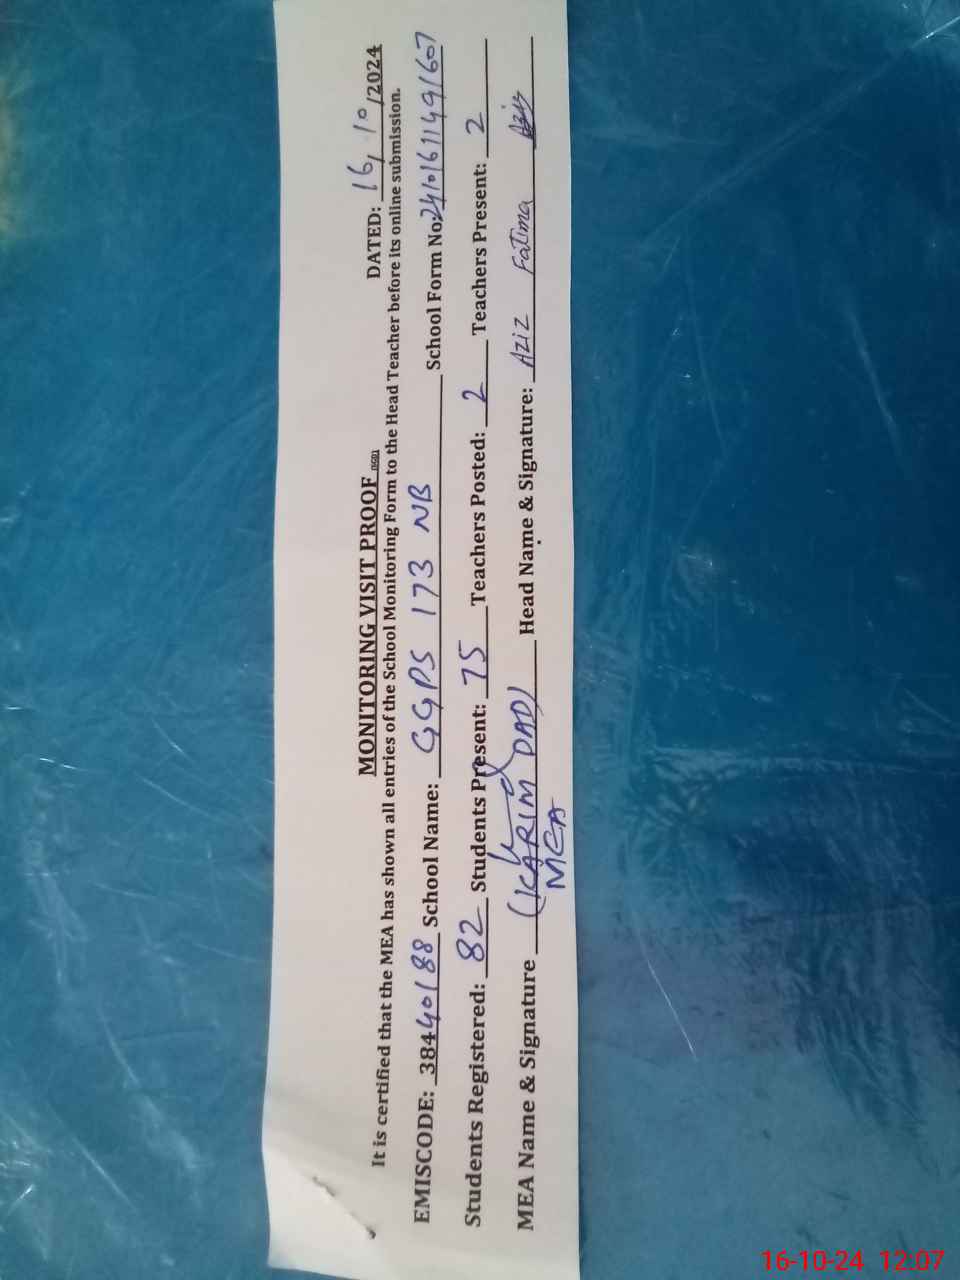 MONITORING VISIT PROOF
DATED: 16/10/2024
It is certified that the MEA has shown all entries of the School Monitoring Form to the Head Teacher before its online submission.
EMISCODE: 38440188 School Name: GGPS 173 NB School Form No: 241016114991607
Students Registered: 82 Students Present: 75 Teachers Posted: 2 Teachers Present: 2
MEA Name & Signature (KARIM DAD) Head Name & Signature: Aziz Fatima Aziz
MEA
16-10-24 12:07